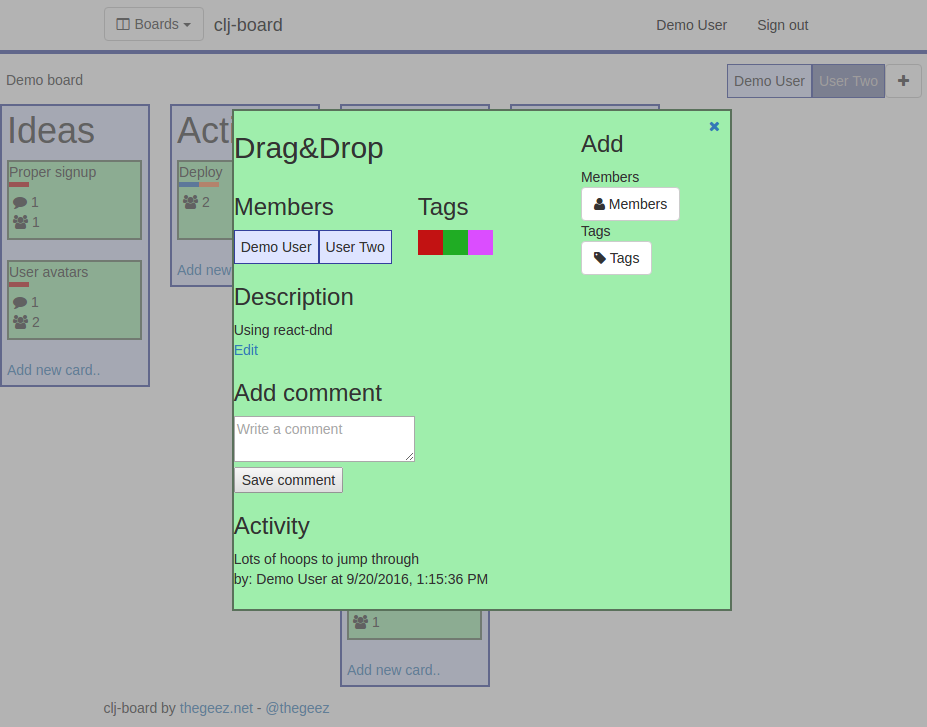 Boards clj-board Demo User Sign out
Demo board
Demo User User Two
Ideas
Proper signup
1
1
User avatars
1
2
Add new card..
Acti
Deploy
2
Add new
Drag&Drop
Members
Demo User User Two
Tags
Description
Using react-dnd
Edit
Add comment
Write a comment
Save comment
Activity
Lots of hoops to jump through
by: Demo User at 9/20/2016, 1:15:36 PM
Add
Members
Members
Tags
Tags
1
Add new card..
clj-board by thegeez.net - @thegeez